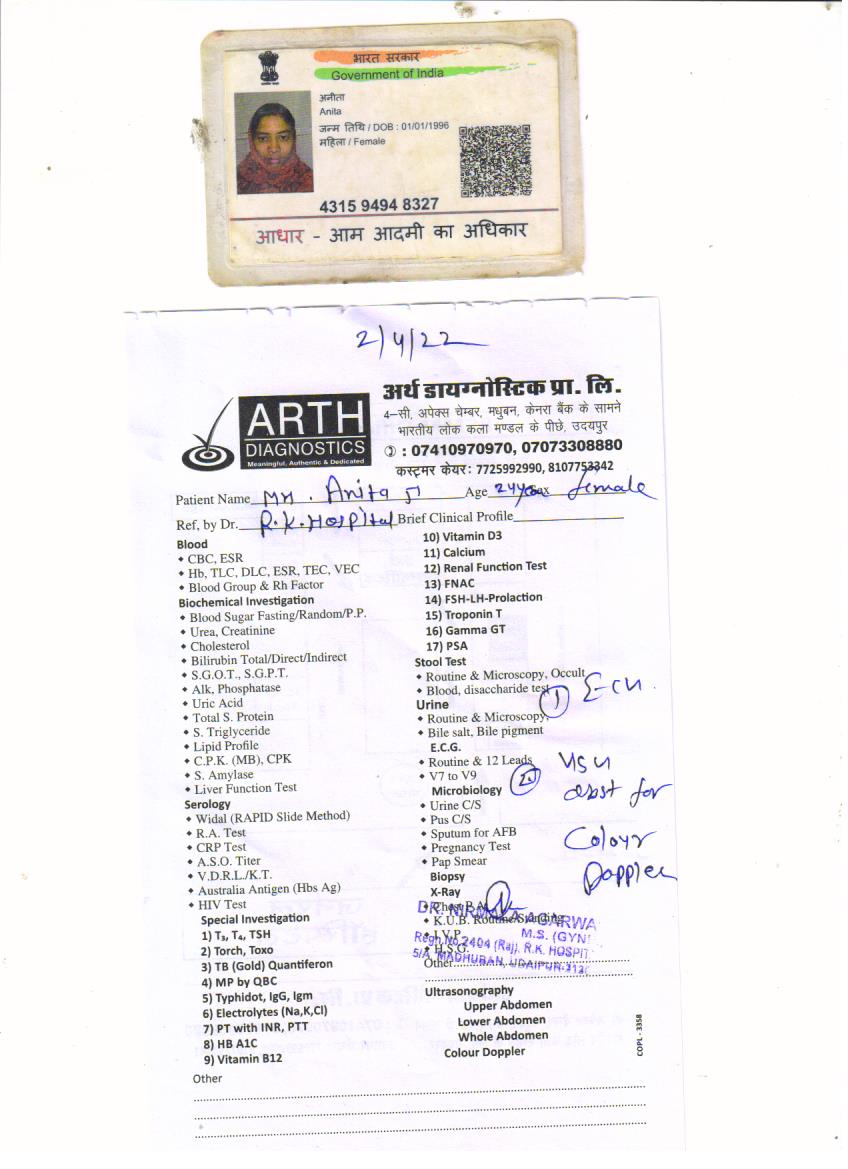 भारत सरकार
Government of India
अनीता
Anita
जन्म तिथि / DOB : 01/01/1996
महिला / Female
4315 9494 8327
आधार - आम आदमी का अधिकार
2/4/22
ARTH
DIAGNOSTICS
Meaningful, Authentic & Dedicated
अर्थ डायग्नोस्टिक प्रा. लि.
4–सी, अपेक्स चेम्बर, मधुबन, केनरा बैंक के सामने
भारतीय लोक कला मण्डल के पीछे, उदयपुर
: 07410970970, 07073308880
कस्टमर केयर: 7725992990, 8107753342
Patient Name Anita Age 24 Sex female
Ref, by Dr. R.K. Hospital Brief Clinical Profile
Blood
CBC, ESR
Hb, TLC, DLC, ESR, TEC, VEC
Blood Group & Rh Factor
Biochemical Investigation
Blood Sugar Fasting/Random/P.P.
Urea, Creatinine
Cholesterol
Bilirubin Total/Direct/Indirect
S.G.O.T., S.G.P.T.
Alk, Phosphatase
Uric Acid
Total S. Protein
S. Triglyceride
Lipid Profile
C.P.K. (MB), CPK
S. Amylase
Liver Function Test
Serology
Widal (RAPID Slide Method)
R.A. Test
CRP Test
A.S.O. Titer
V.D.R.L./K.T.
Australia Antigen (Hbs Ag)
HIV Test
Special Investigation
1) T₃, T₄, TSH
2) Torch, Toxo
3) TB (Gold) Quantiferon
4) MP by QBC
5) Typhidot, IgG, Igm
6) Electrolytes (Na,K,Cl)
7) PT with INR, PTT
8) HB A1C
9) Vitamin B12
10) Vitamin D3
11) Calcium
12) Renal Function Test
13) FNAC
14) FSH-LH-Prolaction
15) Troponin T
16) Gamma GT
17) PSA
Stool Test
Routine & Microscopy, Occult
Blood, disaccharide test
Urine
Routine & Microscopy,
Bile salt, Bile pigment
E.C.G.
Routine & 12 Leads
V7 to V9
Microbiology
Urine C/S
Pus C/S
Sputum for AFB
Pregnancy Test
Pap Smear
Biopsy
X-Ray
Chest P.A.
K.U.B. Routine/Standing
I.V.P.
H.S.G.
Other
Ultrasonography
Upper Abdomen
Lower Abdomen
Whole Abdomen
Colour Doppler
1
2
USG
obst for
Colour
Doppler
M.S. (GYN
Regn.No.2404 (Raj). R.K. HOSPIT
5/A, MADHUBAN, UDAIPUR-313
COPL - 3358
Other